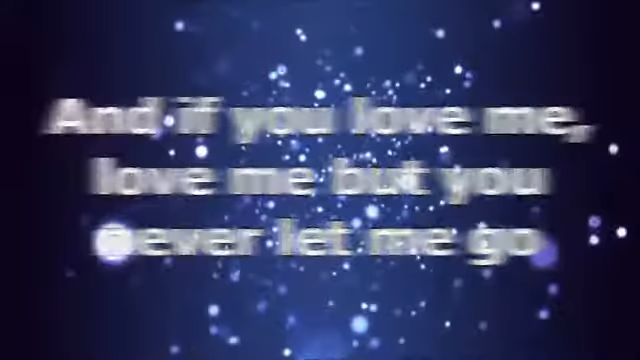 And if you love me,
love me but you
never let me go